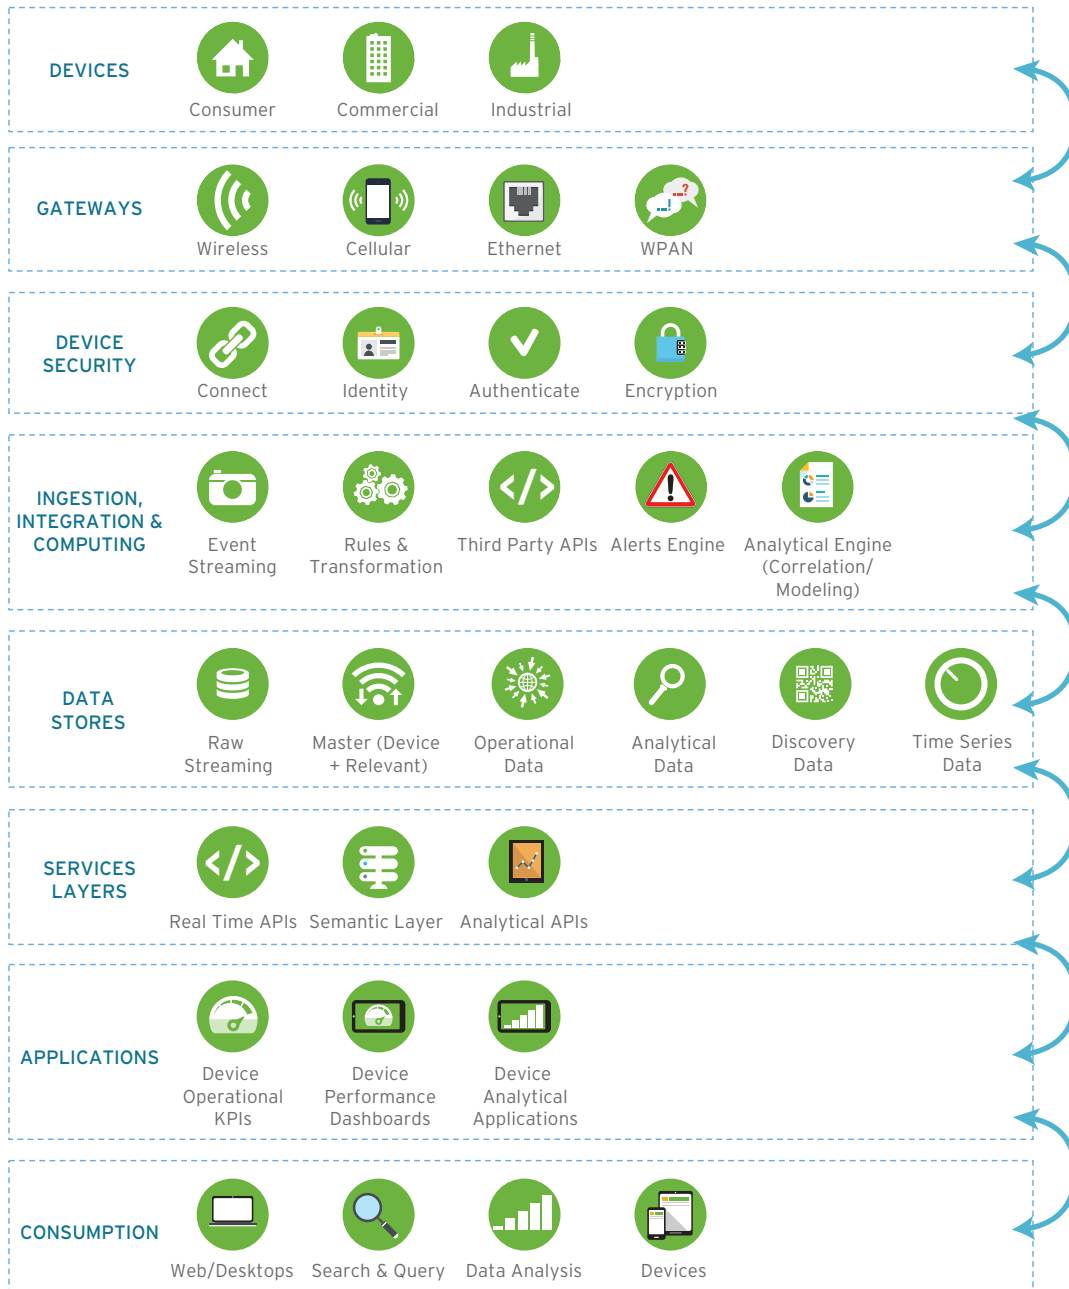 DEVICES
Consumer
Commercial
Industrial
GATEWAYS
Wireless
Cellular
Ethernet
WPAN
DEVICE
SECURITY
Connect
Identity
Authenticate
Encryption
INGESTION,
INTEGRATION &
COMPUTING
Event
Streaming
Rules &
Transformation
Third Party APIs
Alerts Engine
Analytical Engine
(Correlation/
Modeling)
DATA
STORES
Raw
Streaming
Master (Device
+ Relevant)
Operational
Data
Analytical
Data
Discovery
Data
Time Series
Data
SERVICES
LAYERS
Real Time APIs
Semantic Layer
Analytical APIs
APPLICATIONS
Device
Operational
KPIs
Device
Performance
Dashboards
Device
Analytical
Applications
CONSUMPTION
Web/Desktops
Search & Query
Data Analysis
Devices